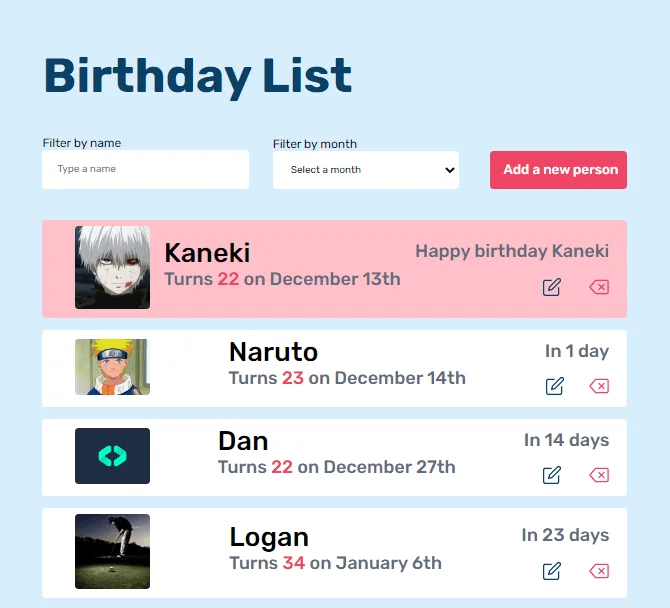 Birthday List
Filter by name
Filter by month
Type a name
Select a month
Add a new person
Kaneki
Happy birthday Kaneki
Turns 22 on December 13th
Naruto
In 1 day
Turns 23 on December 14th
Dan
In 14 days
Turns 22 on December 27th
Logan
In 23 days
Turns 34 on January 6th